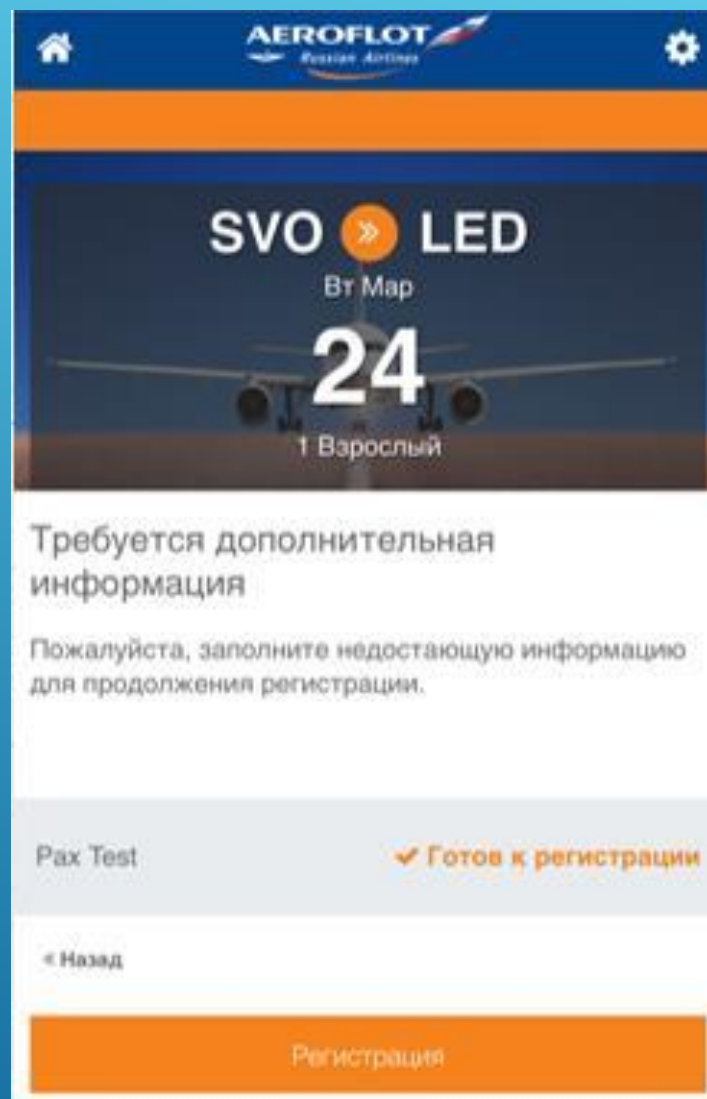 AEROFLOT
Russian Airlines
SVO » LED
Вт Мар
24
1 Взрослый
Требуется дополнительная
информация
Пожалуйста, заполните недостающую информацию
для продолжения регистрации.
Pax Test ✔ Готов к регистрации
< Назад
Регистрация